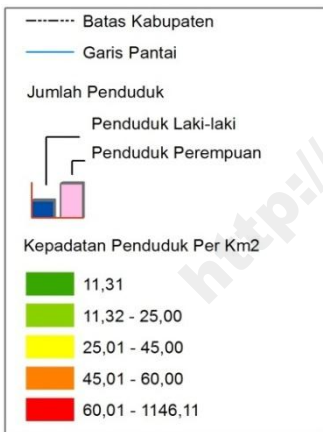 Batas Kabupaten
Garis Pantai
Jumlah Penduduk
Penduduk Laki-laki
Penduduk Perempuan
Kepadatan Penduduk Per Km2
11,31
11,32 - 25,00
25,01 - 45,00
45,01 - 60,00
60,01 - 1146,11
http://